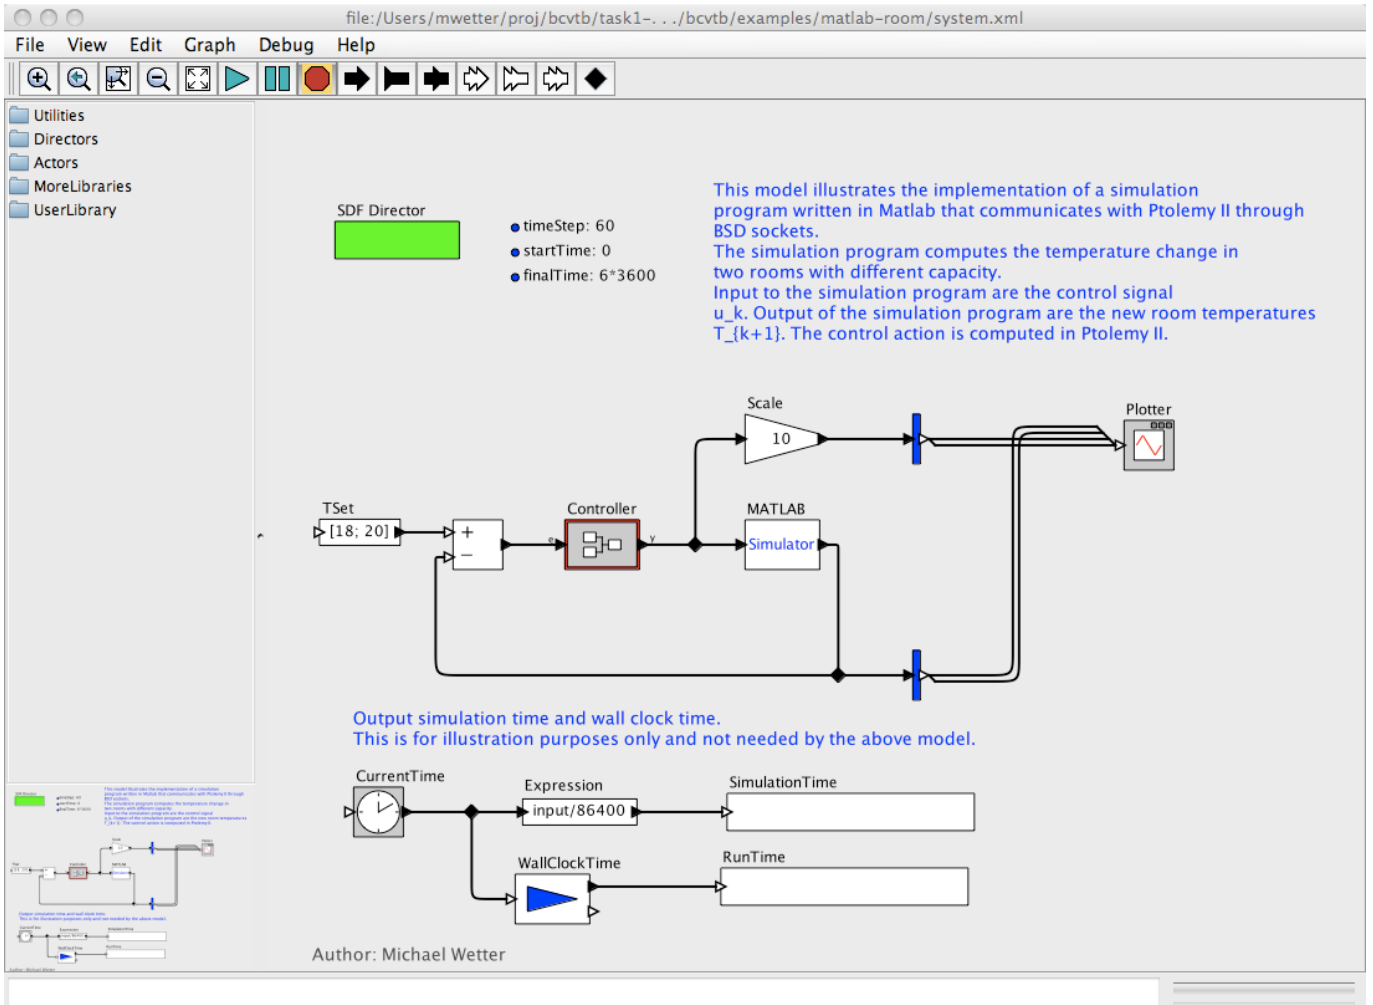 file:/Users/mwetter/proj/bcvtb/task1-. . ./bcvtb/examples/matlab-room/system.xml
File View Edit Graph Debug Help
Utilities
Directors
Actors
MoreLibraries
UserLibrary
SDF Director
timeStep: 60
startTime: 0
finalTime: 6*3600
This model illustrates the implementation of a simulation
program written in Matlab that communicates with Ptolemy II through
BSD sockets.
The simulation program computes the temperature change in
two rooms with different capacity.
Input to the simulation program are the control signal
u_k. Output of the simulation program are the new room temperatures
T_{k+1}. The control action is computed in Ptolemy II.
Scale
10
Plotter
TSet
[18; 20]
+
−
e
Controller
y
MATLAB
Simulator
Output simulation time and wall clock time.
This is for illustration purposes only and not needed by the above model.
CurrentTime
Expression
input/86400
SimulationTime
WallClockTime
RunTime
Author: Michael Wetter